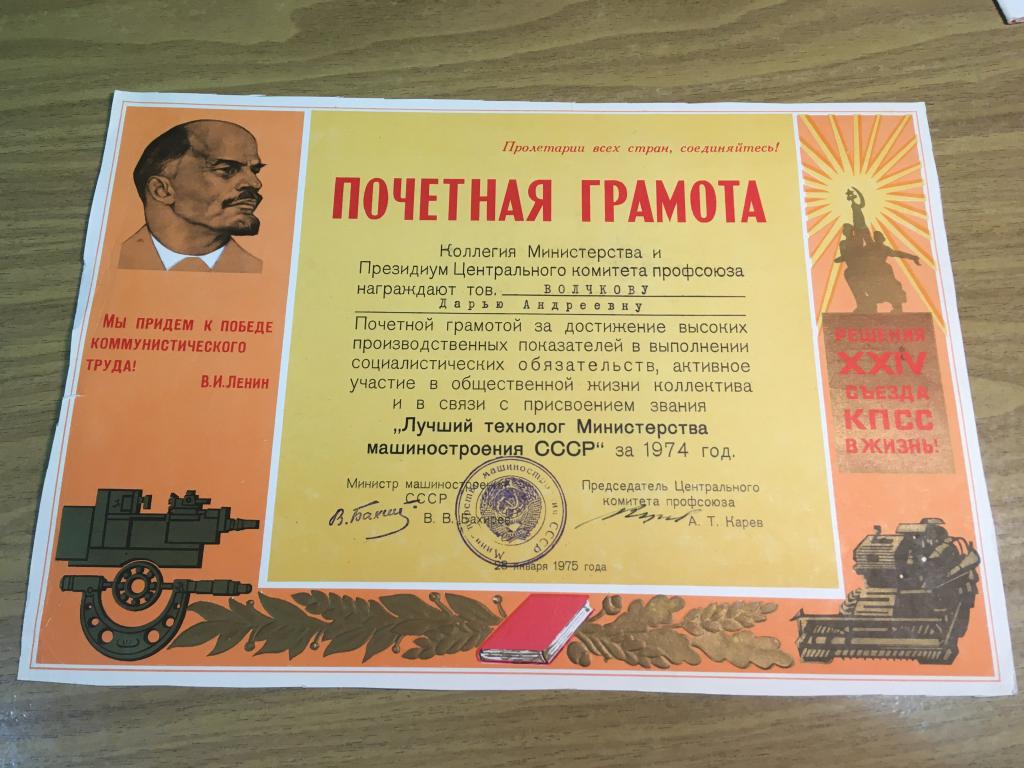 Пролетарии всех стран, соединяйтесь!
ПОЧЕТНАЯ ГРАМОТА
Коллегия Министерства и
Президиум Центрального комитета профсоюза
награждают тов. ВОЛЧКОВУ
Дарью Андреевну
Почетной грамотой за достижение высоких
производственных показателей в выполнении
социалистических обязательств, активное
участие в общественной жизни коллектива
и в связи с присвоением звания
„Лучший технолог Министерства
машиностроения СССР" за 1974 год.
Министр машиностроения
СССР
В. В. Бахирев
Председатель Центрального
комитета профсоюза
А. Т. Карев
28 января 1975 года
МЫ ПРИДЕМ К ПОБЕДЕ
КОММУНИСТИЧЕСКОГО
ТРУДА!
В.И.ЛЕНИН
РЕШЕНИЯ
XXIV
СЪЕЗДА
КПСС
В ЖИЗНЬ!